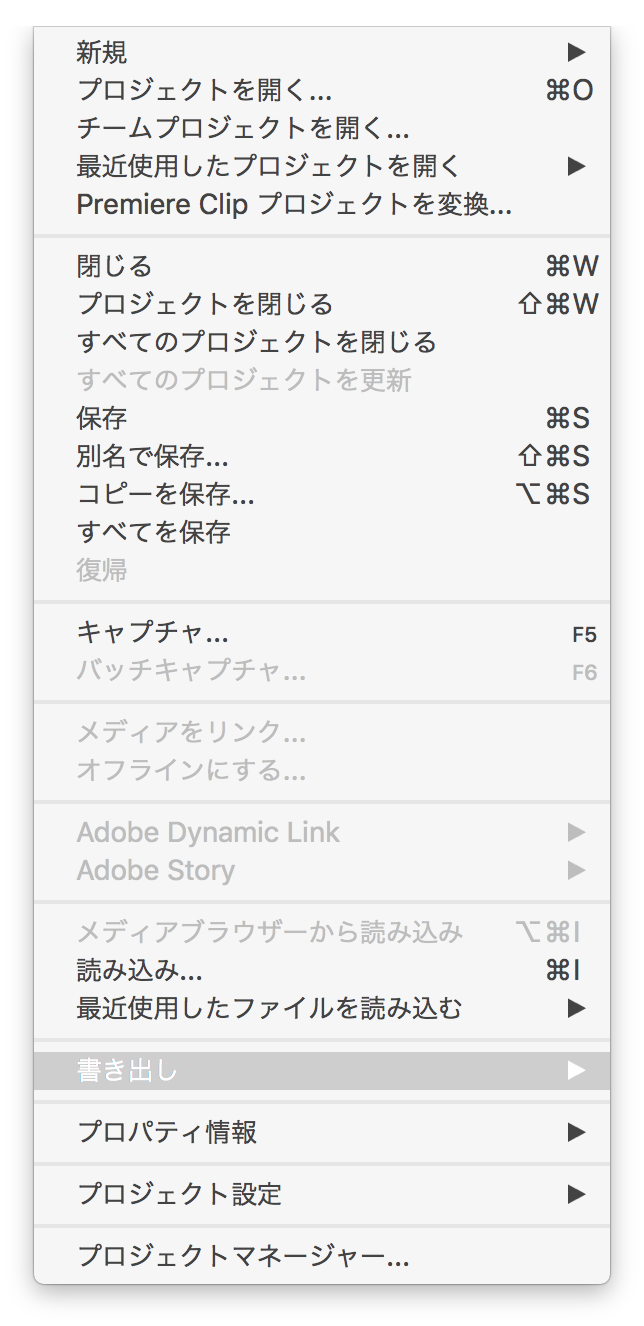 新規 ▶
プロジェクトを開く... ⌘O
チームプロジェクトを開く...
最近使用したプロジェクトを開く ▶
Premiere Clip プロジェクトを変換...
閉じる ⌘W
プロジェクトを閉じる ⇧⌘W
すべてのプロジェクトを閉じる
すべてのプロジェクトを更新
保存 ⌘S
別名で保存... ⇧⌘S
コピーを保存... ⌥⌘S
すべてを保存
復帰
キャプチャ... F5
バッチキャプチャ... F6
メディアをリンク...
オフラインにする...
Adobe Dynamic Link ▶
Adobe Story ▶
メディアブラウザーから読み込み ⌥⌘I
読み込み... ⌘I
最近使用したファイルを読み込む ▶
書き出し ▶
プロパティ情報 ▶
プロジェクト設定 ▶
プロジェクトマネージャー...